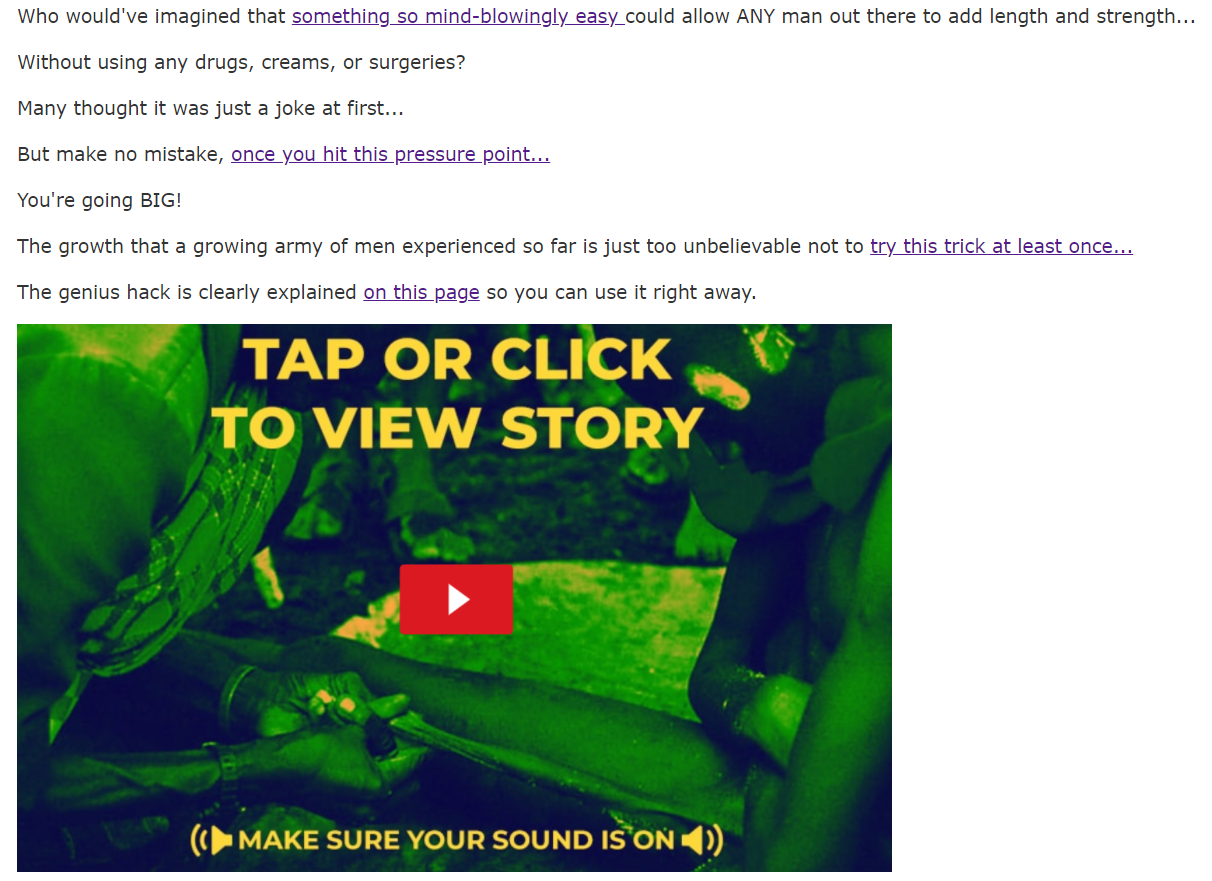 Who would've imagined that something so mind-blowingly easy could allow ANY man out there to add length and strength...
Without using any drugs, creams, or surgeries?
Many thought it was just a joke at first...
But make no mistake, once you hit this pressure point...
You're going BIG!
The growth that a growing army of men experienced so far is just too unbelievable not to try this trick at least once...
The genius hack is clearly explained on this page so you can use it right away.
TAP OR CLICK
TO VIEW STORY
MAKE SURE YOUR SOUND IS ON